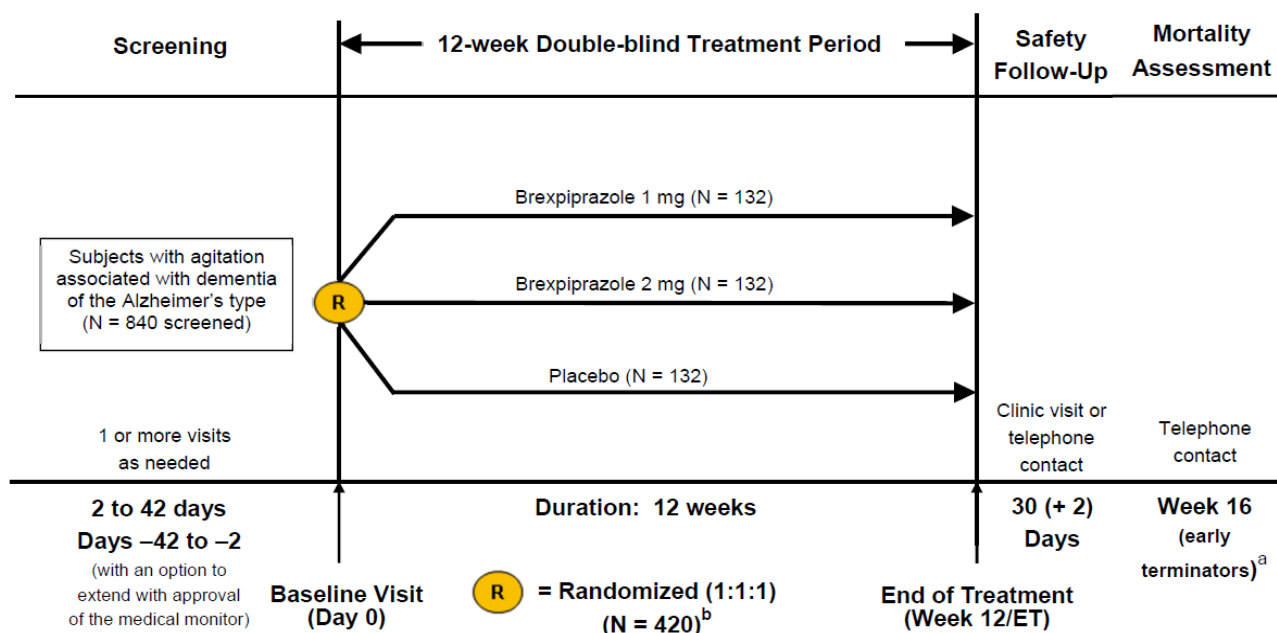 Screening
12-week Double-blind Treatment Period
Safety
Follow-Up
Mortality
Assessment
Brexpiprazole 1 mg (N = 132)
Subjects with agitation
associated with dementia
of the Alzheimer's type
(N = 840 screened)
R
Brexpiprazole 2 mg (N = 132)
Placebo (N = 132)
1 or more visits
as needed
Clinic visit or
telephone
contact
Telephone
contact
2 to 42 days
Days –42 to –2
(with an option to
extend with approval
of the medical monitor)
Duration: 12 weeks
30 (+ 2)
Days
Week 16
(early
terminators)a
Baseline Visit
(Day 0)
R = Randomized (1:1:1)
(N = 420)b
End of Treatment
(Week 12/ET)